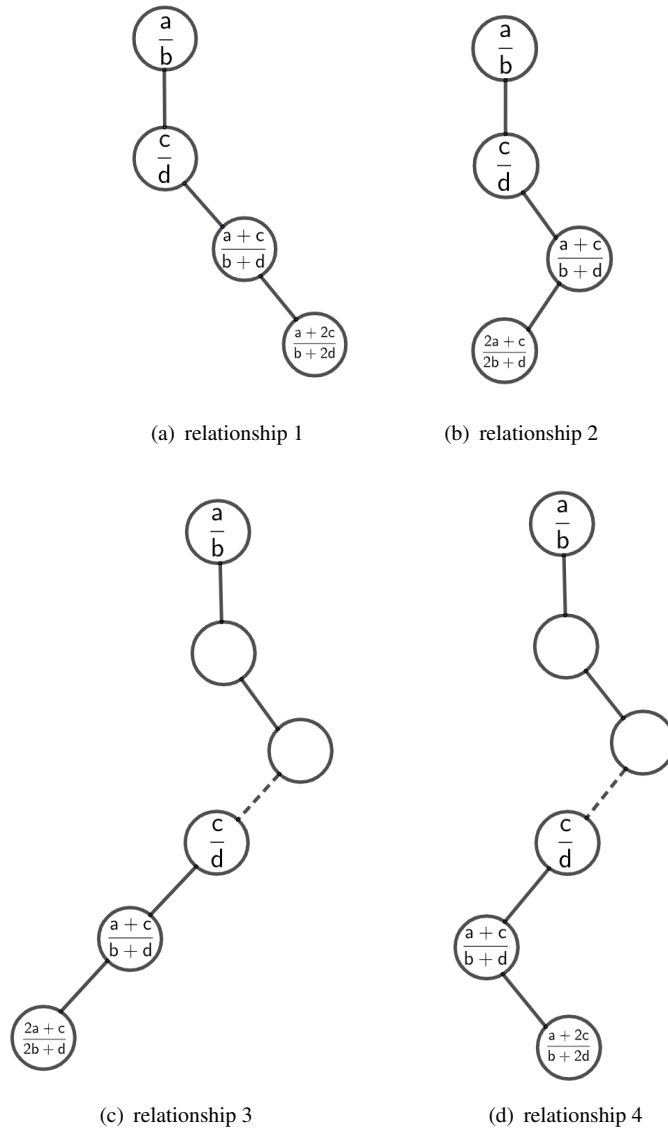 a/b
a/b
c/d
c/d
a + c / b + d
a + c / b + d
a + 2c / b + 2d
2a + c / 2b + d
(a) relationship 1
(b) relationship 2
a/b
a/b
c/d
c/d
a + c / b + d
a + c / b + d
2a + c / 2b + d
a + 2c / b + 2d
(c) relationship 3
(d) relationship 4